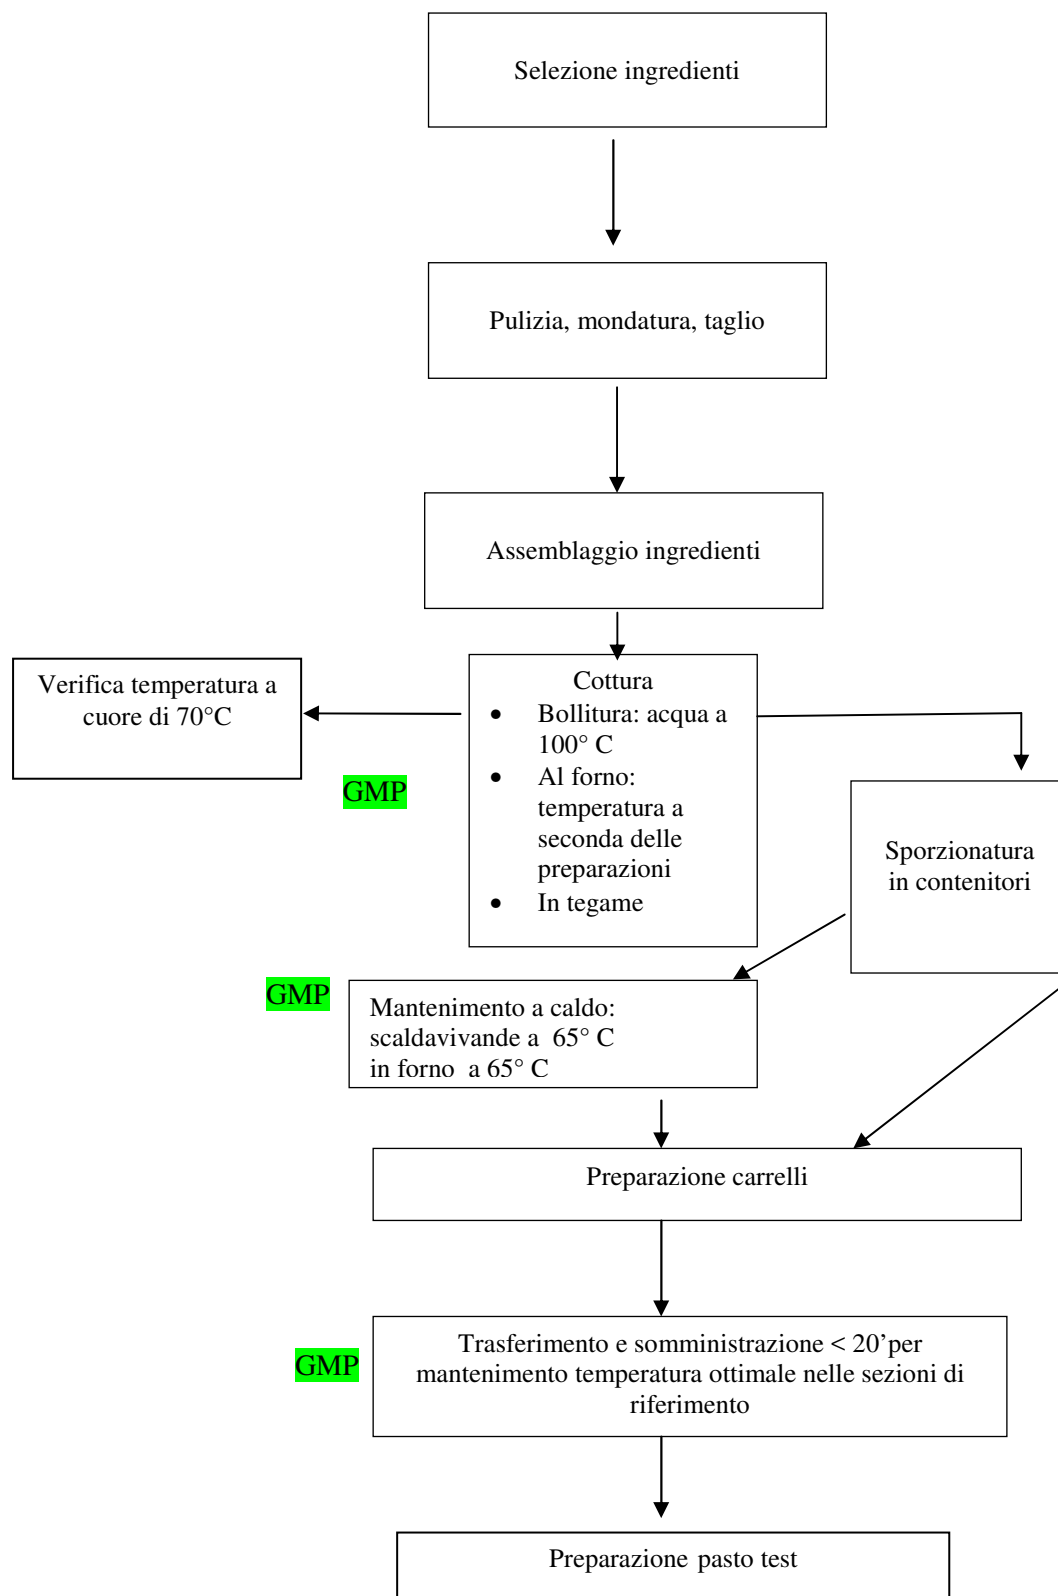 Selezione ingredienti
Pulizia, mondatura, taglio
Assemblaggio ingredienti
Verifica temperatura a
cuore di 70°C
GMP
Cottura
• Bollitura: acqua a
100° C
• Al forno:
temperatura a
seconda delle
preparazioni
• In tegame
Sporzionatura
in contenitori
GMP
Mantenimento a caldo:
scaldavivande a 65° C
in forno a 65° C
Preparazione carrelli
GMP
Trasferimento e somministrazione < 20’per
mantenimento temperatura ottimale nelle sezioni di
riferimento
Preparazione pasto test